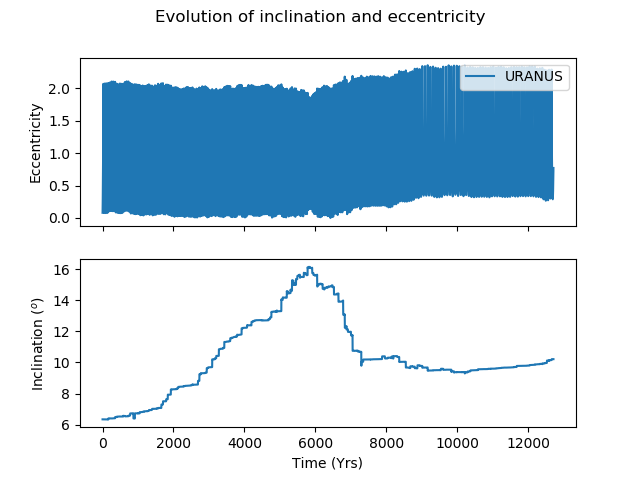 Evolution of inclination and eccentricity
URANUS
Eccentricity
2.0
1.5
1.0
0.5
0.0
Inclination (°)
16
14
12
10
8
6
0 2000 4000 6000 8000 10000 12000
Time (Yrs)